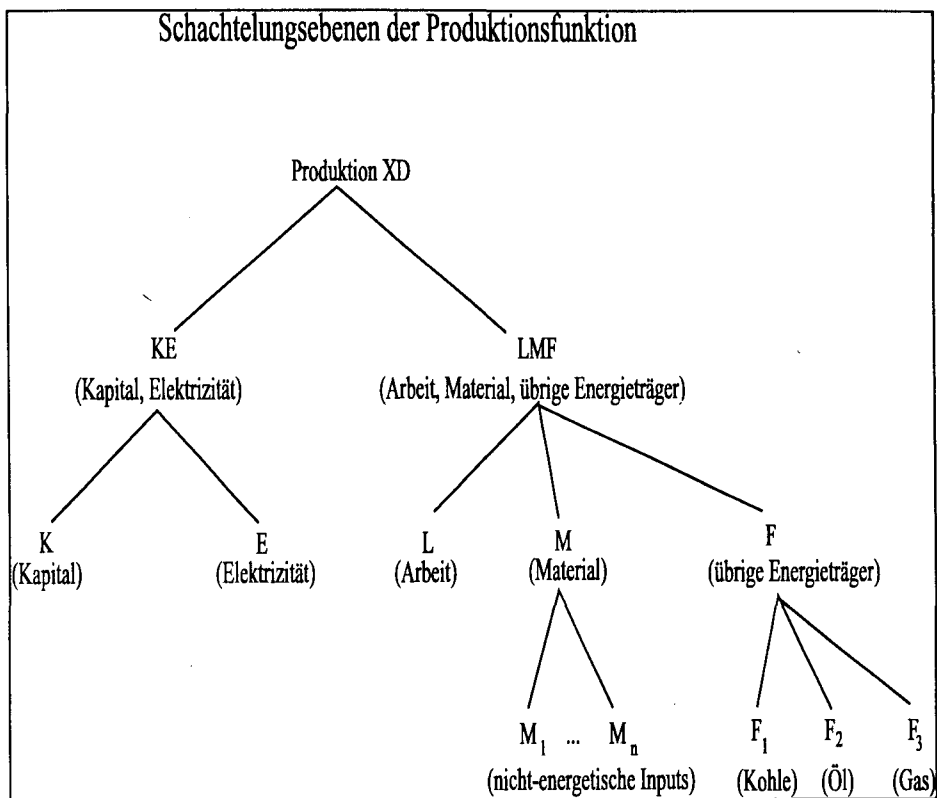 Schachtelungsebenen der Produktionsfunktion
Produktion XD
KE LMF
(Kapital, Elektrizität) (Arbeit, Material, übrige Energieträger)
K E L M F
(Kapital) (Elektrizität) (Arbeit) (Material) (übrige Energieträger)
M1 ... Mn F1 F2 F3
(nicht-energetische Inputs) (Kohle) (Öl) (Gas)